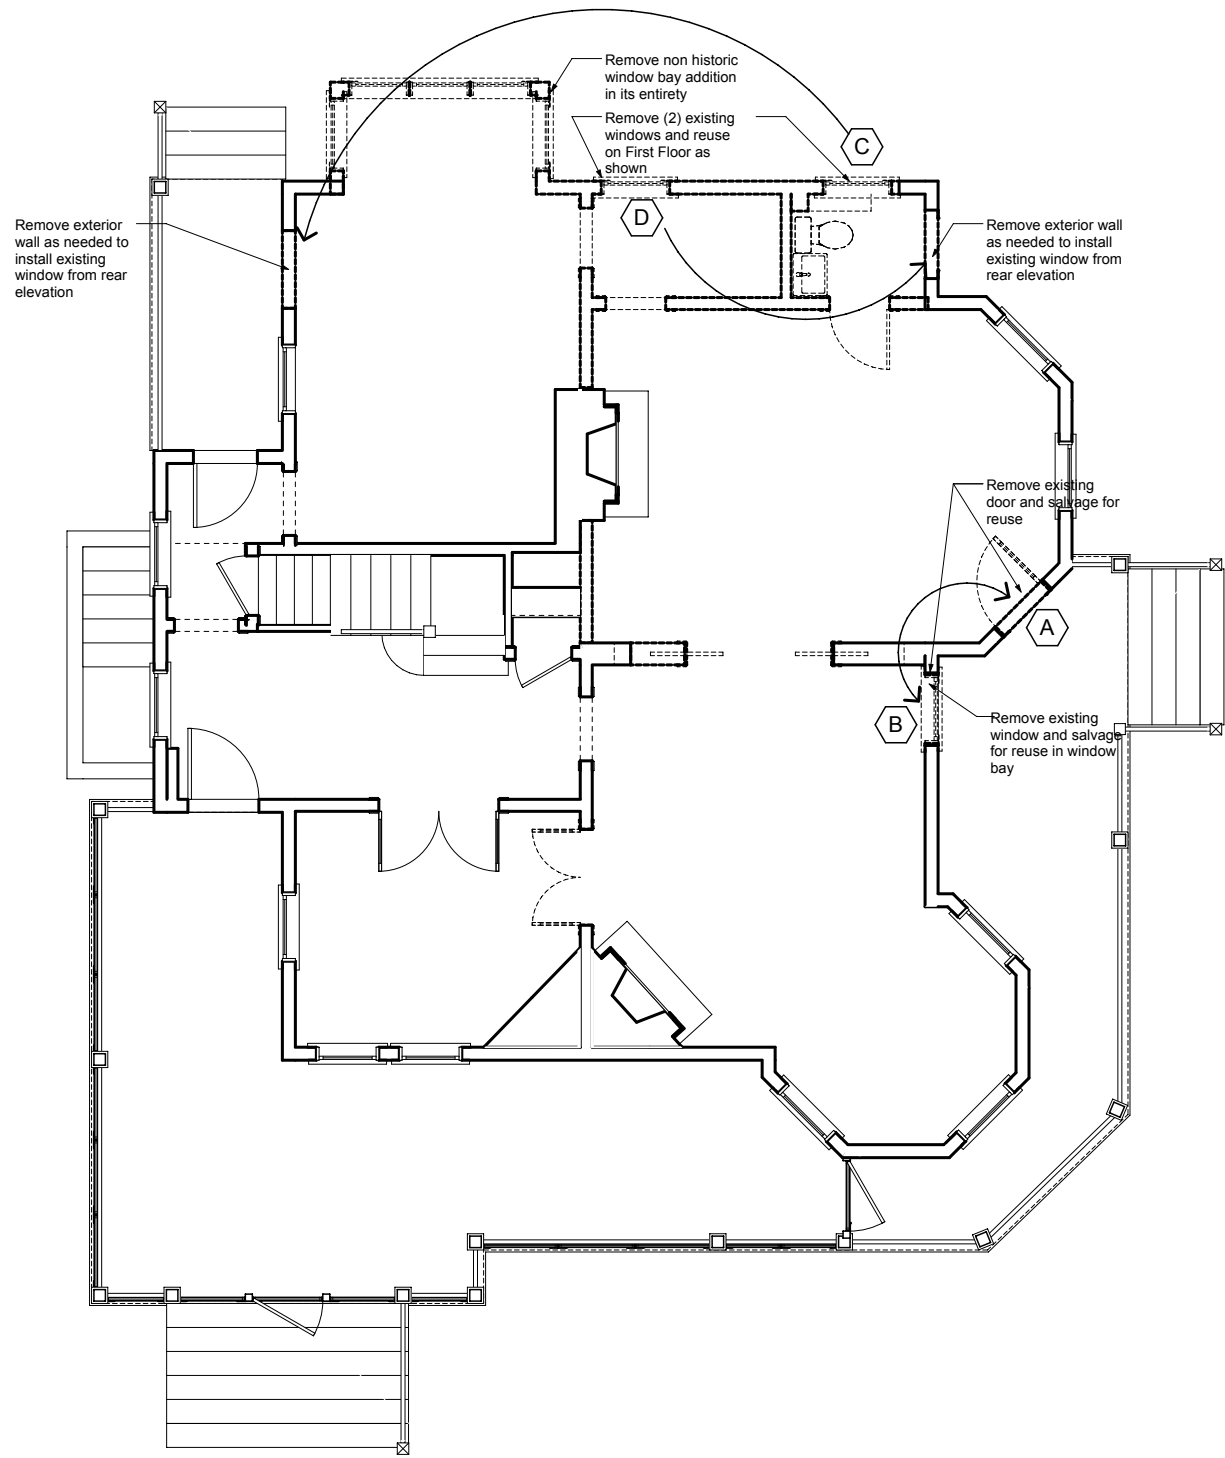 Remove non historic
window bay addition
in its entirety
Remove (2) existing
windows and reuse
on First Floor as
shown
C
D
Remove exterior
wall as needed to
install existing
window from rear
elevation
Remove exterior wall
as needed to install
existing window from
rear elevation
Remove existing
door and salvage for
reuse
A
B
Remove existing
window and salvage
for reuse in window
bay